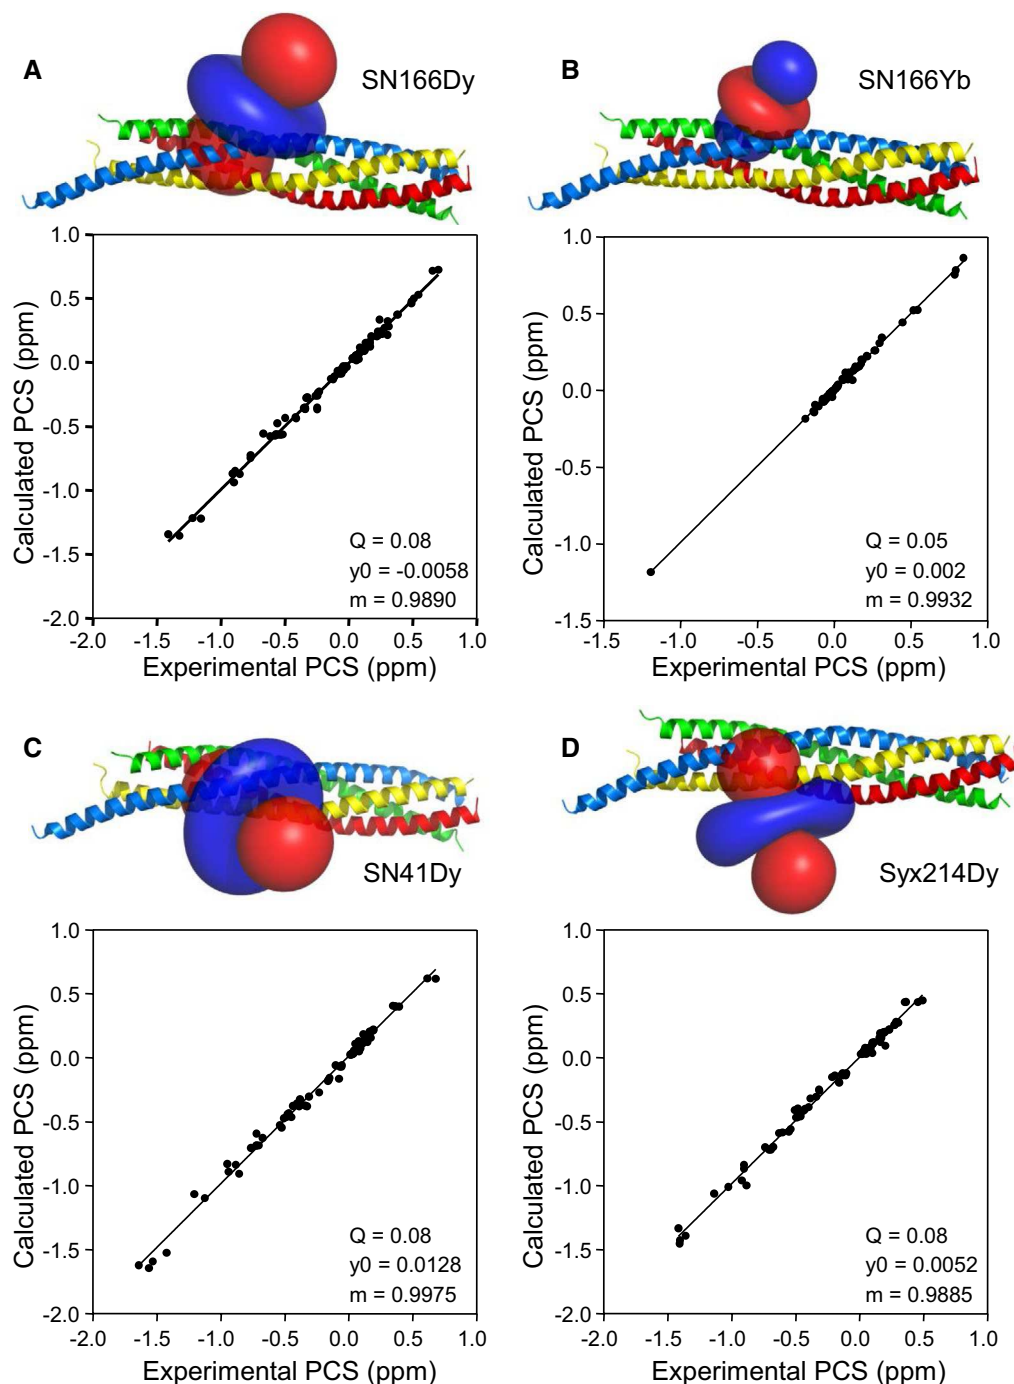 A
SN166Dy
B
SN166Yb
1.0
0.5
0.0
-0.5
-1.0
-1.5
-2.0
Calculated PCS (ppm)
Q = 0.08
y0 = -0.0058
m = 0.9890
-2.0 -1.5 -1.0 -0.5 0.0 0.5 1.0
Experimental PCS (ppm)
1.0
0.5
0.0
-0.5
-1.0
-1.5
Calculated PCS (ppm)
Q = 0.05
y0 = 0.002
m = 0.9932
-1.5 -1.0 -0.5 0.0 0.5 1.0
Experimental PCS (ppm)
C
SN41Dy
D
Syx214Dy
1.0
0.5
0.0
-0.5
-1.0
-1.5
-2.0
Calculated PCS (ppm)
Q = 0.08
y0 = 0.0128
m = 0.9975
-2.0 -1.5 -1.0 -0.5 0.0 0.5 1.0
Experimental PCS (ppm)
1.0
0.5
0.0
-0.5
-1.0
-1.5
-2.0
Calculated PCS (ppm)
Q = 0.08
y0 = 0.0052
m = 0.9885
-2.0 -1.5 -1.0 -0.5 0.0 0.5 1.0
Experimental PCS (ppm)